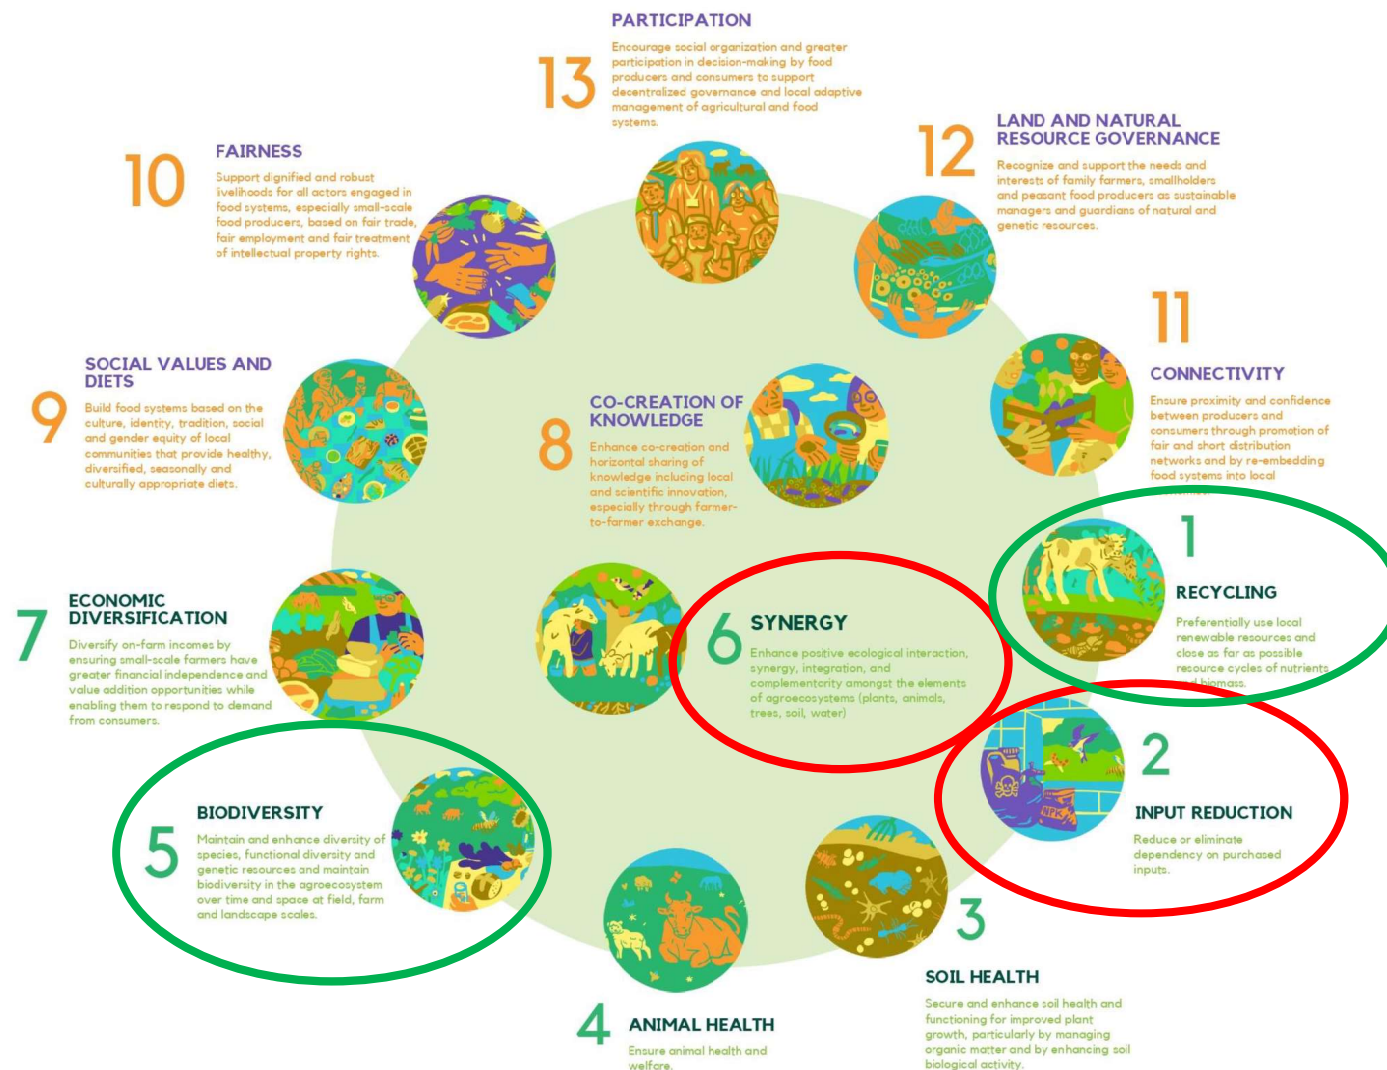 PARTICIPATION
13
Encourage social organization and greater
participation in decision-making by food
producers and consumers to support
decentralized governance and local adaptive
management of agricultural and food
systems.
12
LAND AND NATURAL
RESOURCE GOVERNANCE
Recognize and support the needs and
interests of family farmers, smallholders
and peasant food producers as sustainable
managers and guardians of natural and
genetic resources.
10
FAIRNESS
Support dignified and robust
livelihoods for all actors engaged in
food systems, especially small-scale
food producers, based on fair trade,
fair employment and fair treatment
of intellectual property rights.
11
CONNECTIVITY
Ensure proximity and confidence
between producers and
consumers through promotion of
fair and short distribution
networks and by re-embedding
food systems into local
9
SOCIAL VALUES AND
DIETS
Build food systems based on the
culture, identity, tradition, social
and gender equity of local
communities that provide healthy,
diversified, seasonally and
culturally appropriate diets.
8
CO-CREATION OF
KNOWLEDGE
Enhance co-creation and
horizontal sharing of
knowledge including local
and scientific innovation,
especially through farmer-
to-farmer exchange.
1
RECYCLING
Preferentially use local
renewable resources and
close as far as possible
resource cycles of nutrients
and biomass.
7
ECONOMIC
DIVERSIFICATION
Diversify on-farm incomes by
ensuring small-scale farmers have
greater financial independence and
value addition opportunities while
enabling them to respond to demand
from consumers.
6
SYNERGY
Enhance positive ecological interaction,
synergy, integration, and
complementarity amongst the elements
of agroecosystems (plants, animals,
trees, soil, water)
2
INPUT REDUCTION
Reduce or eliminate
dependency on purchased
inputs.
NPK
5
BIODIVERSITY
Maintain and enhance diversity of
species, functional diversity and
genetic resources and maintain
biodiversity in the agroecosystem
over time and space at field, farm
and landscape scales.
3
SOIL HEALTH
Secure and enhance soil health and
functioning for improved plant
growth, particularly by managing
organic matter and by enhancing soil
biological activity.
4
ANIMAL HEALTH
Ensure animal health and
welfare.